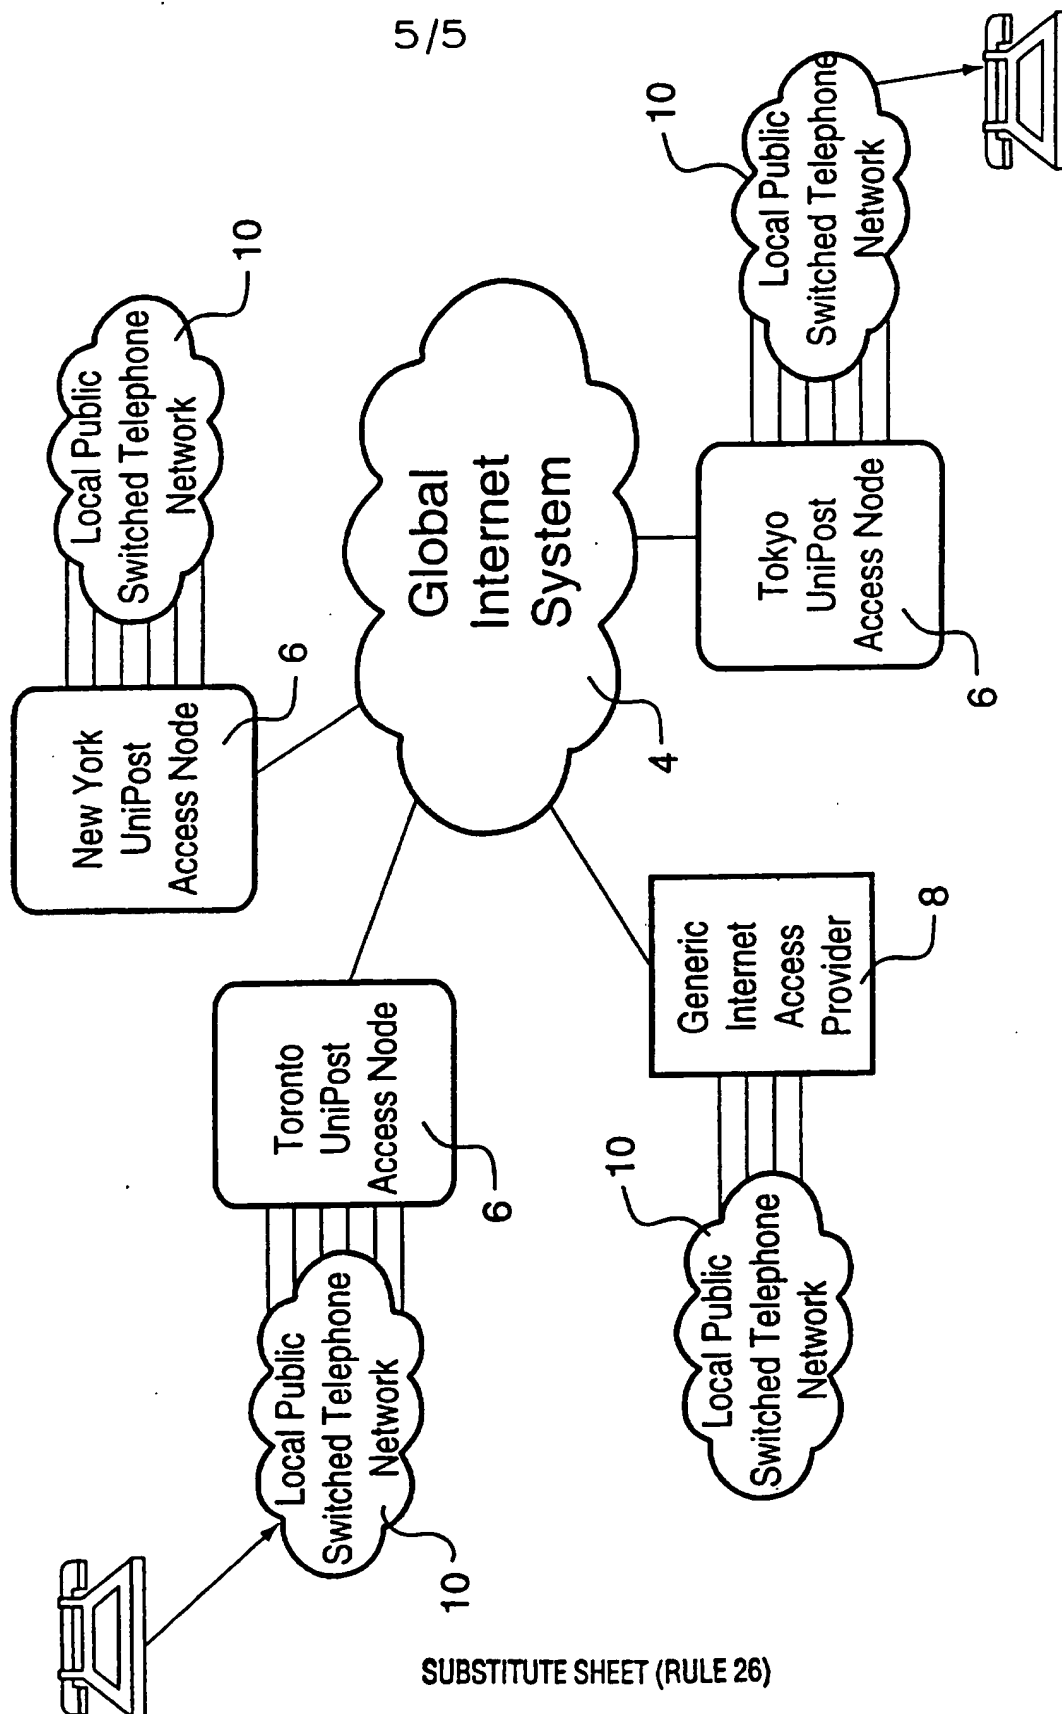 5/5
Local Public
Switched Telephone
Network
10
New York
UniPost
Access Node
6
Local Public
Switched Telephone
Network
10
Toronto
UniPost
Access Node
6
Global
Internet
System
4
Local Public
Switched Telephone
Network
10
Generic
Internet
Access
Provider
8
Tokyo
UniPost
Access Node
6
Local Public
Switched Telephone
Network
10
SUBSTITUTE SHEET (RULE 26)